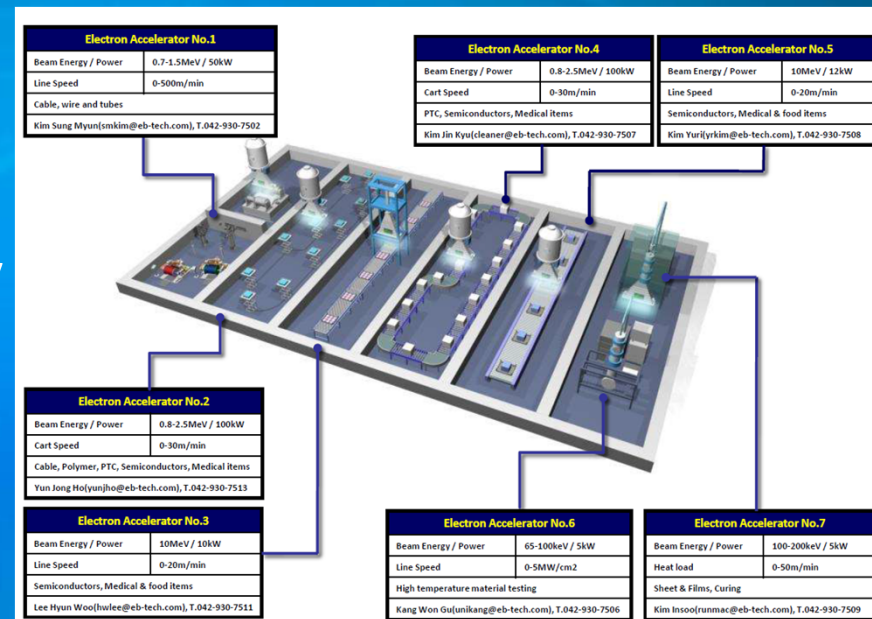 Electron Accelerator No.1
Beam Energy / Power 0.7-1.5MeV / 50kW
Line Speed 0-500m/min
Cable, wire and tubes
Kim Sung Myun(smkim@eb-tech.com), T.042-930-7502
Electron Accelerator No.4
Beam Energy / Power 0.8-2.5MeV / 100kW
Cart Speed 0-30m/min
PTC, Semiconductors, Medical items
Kim Jin Kyu(cleaner@eb-tech.com), T.042-930-7507
Electron Accelerator No.5
Beam Energy / Power 10MeV / 12kW
Line Speed 0-20m/min
Semiconductors, Medical & food items
Kim Yuri(yrkim@eb-tech.com), T.042-930-7508
Electron Accelerator No.2
Beam Energy / Power 0.8-2.5MeV / 100kW
Cart Speed 0-30m/min
Cable, Polymer, PTC, Semiconductors, Medical items
Yun Jong Ho(yunjho@eb-tech.com), T.042-930-7513
Electron Accelerator No.3
Beam Energy / Power 10MeV / 10kW
Line Speed 0-20m/min
Semiconductors, Medical & food items
Lee Hyun Woo(hwlee@eb-tech.com), T.042-930-7511
Electron Accelerator No.6
Beam Energy / Power 65-100keV / 5kW
Line Speed 0-5MW/cm2
High temperature material testing
Kang Won Gu(unikang@eb-tech.com), T.042-930-7506
Electron Accelerator No.7
Beam Energy / Power 100-200keV / 5kW
Heat load 0-50m/min
Sheet & Films, Curing
Kim Insoo(runmac@eb-tech.com), T.042-930-7509